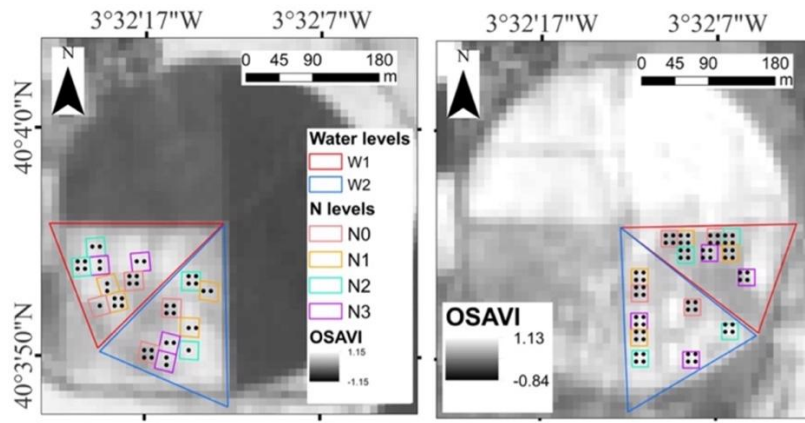 3°32'17"W 3°32'7"W
N
0 45 90 180
m
40°4'0"N
40°3'50"N
Water levels
W1
W2
N levels
N0
N1
N2
N3
OSAVI
1.15
-1.15
3°32'17"W 3°32'7"W
N
0 45 90 180
m
OSAVI
1.13
-0.84